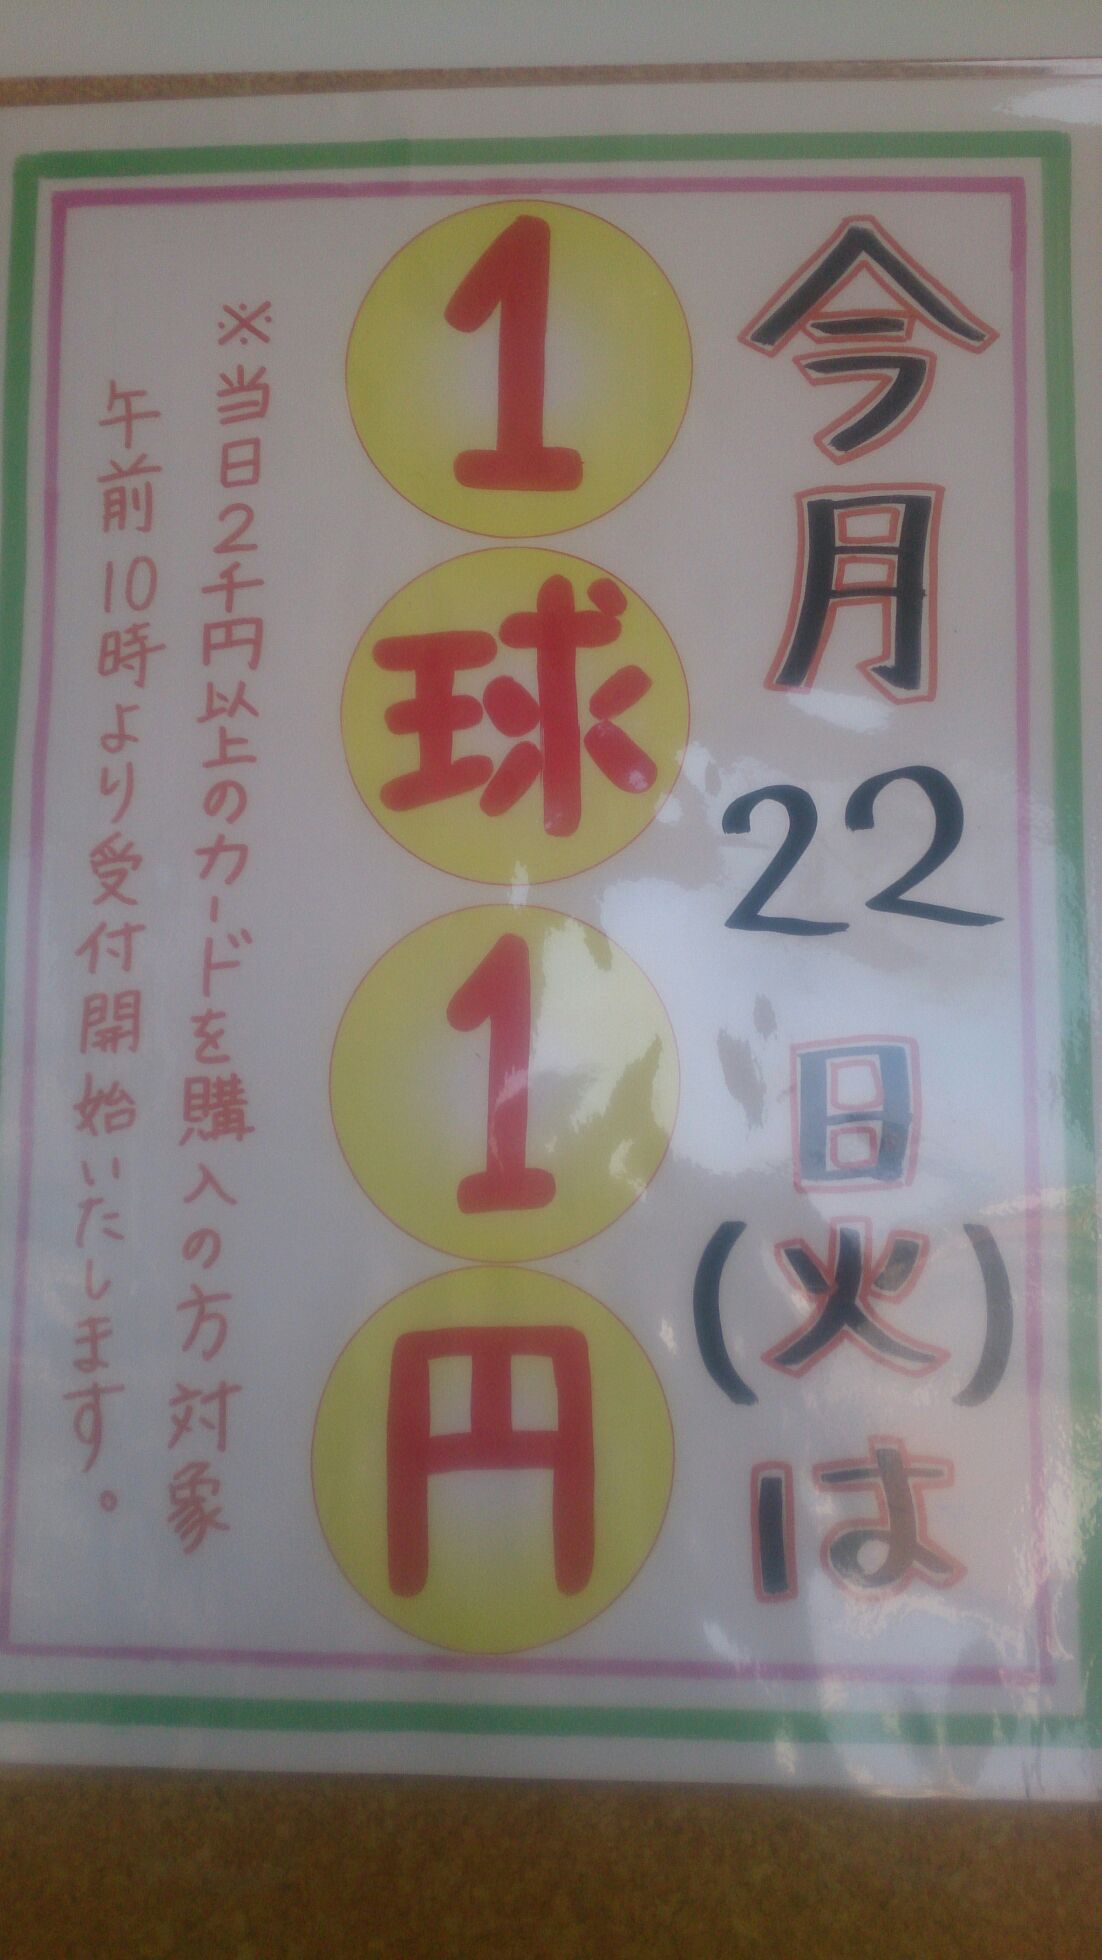 今月22日(火)は
1球1円
※当日2千円以上のカードを購入の方対象
午前10時より受付開始いたします。